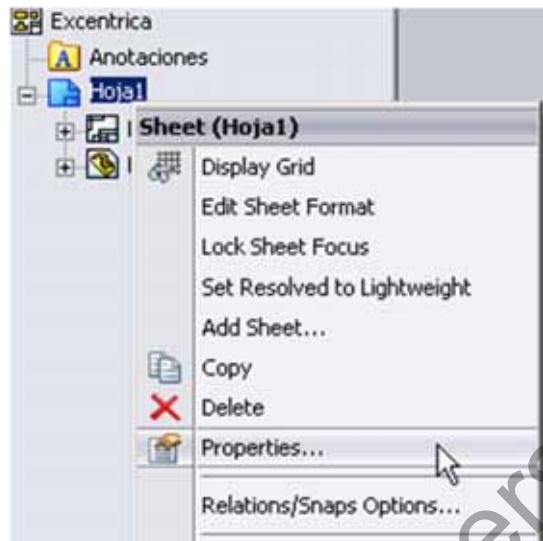 Excentrica
Anotaciones
Hoja1
Sheet (Hoja1)
Display Grid
Edit Sheet Format
Lock Sheet Focus
Set Resolved to Lightweight
Add Sheet...
Copy
Delete
Properties...
Relations/Snaps Options...